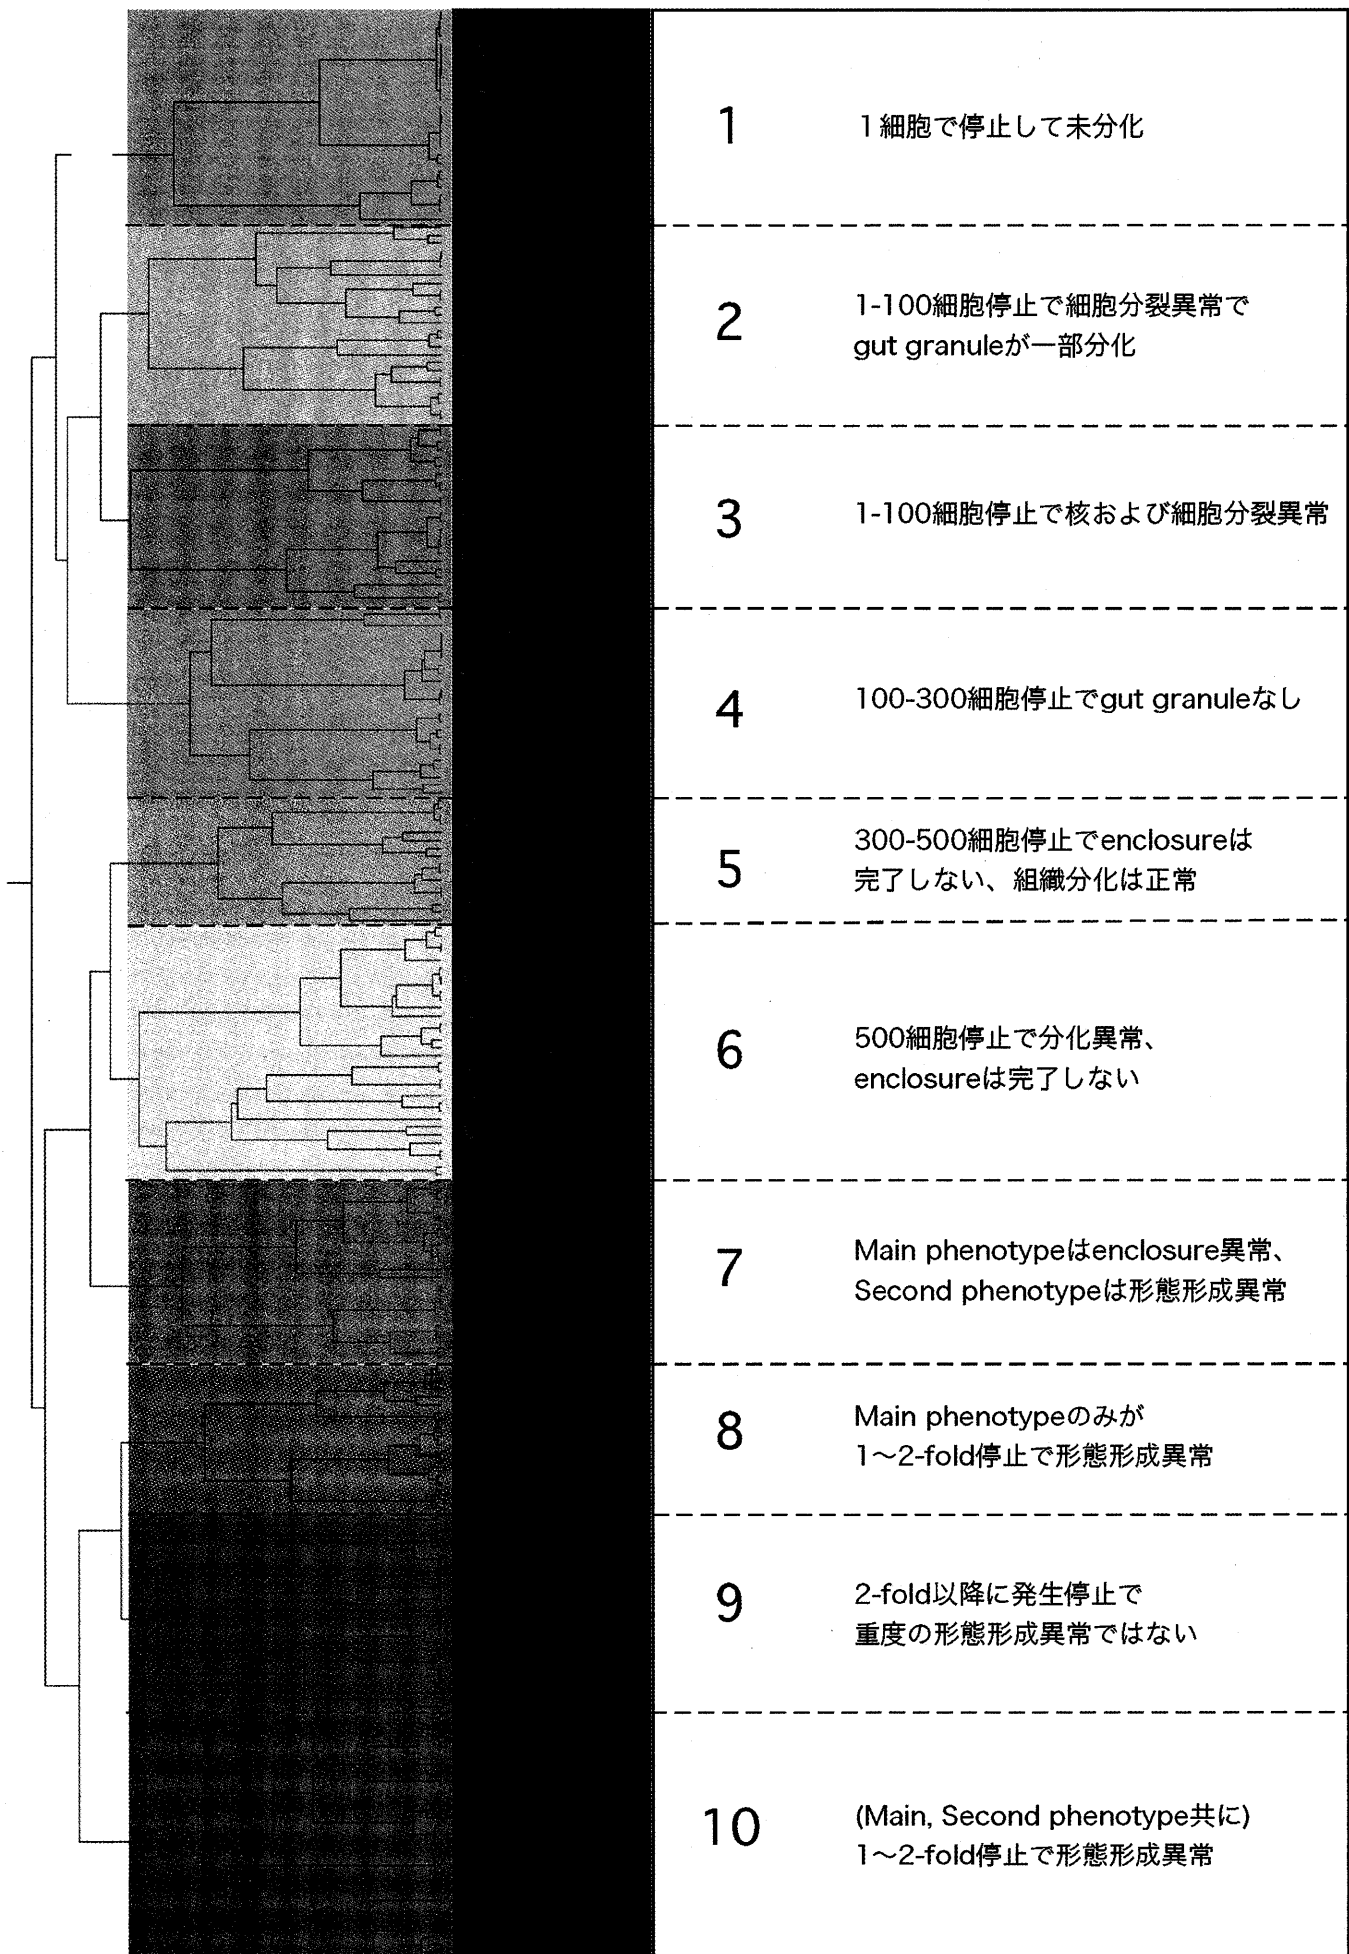 1
1細胞で停止して未分化
2
1-100細胞停止で細胞分裂異常で
gut granuleが一部分化
3
1-100細胞停止で核および細胞分裂異常
4
100-300細胞停止でgut granuleなし
5
300-500細胞停止でenclosureは
完了しない、組織分化は正常
6
500細胞停止で分化異常、
enclosureは完了しない
7
Main phenotypeはenclosure異常、
Second phenotypeは形態形成異常
8
Main phenotypeのみが
1～2-fold停止で形態形成異常
9
2-fold以降に発生停止で
重度の形態形成異常ではない
10
(Main, Second phenotype共に)
1～2-fold停止で形態形成異常